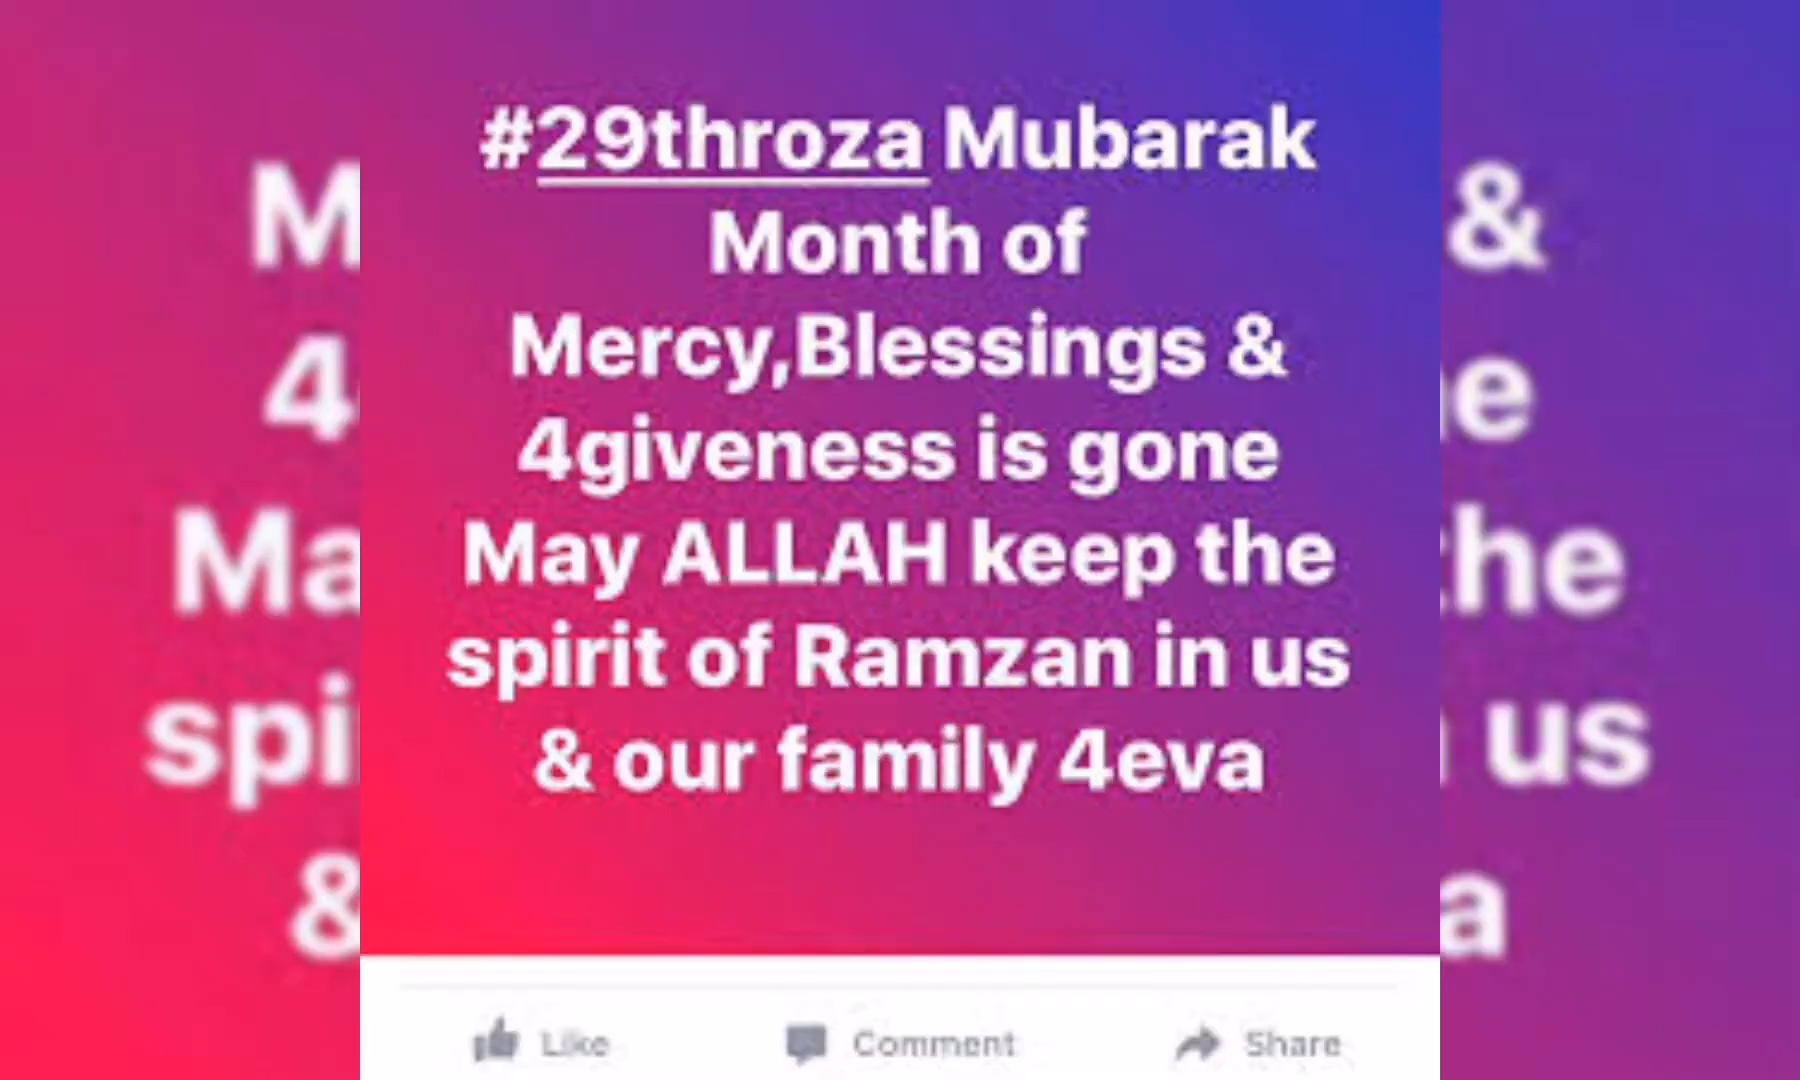 #29throza Mubarak
Month of
Mercy,Blessings &
4giveness is gone
May ALLAH keep the
spirit of Ramzan in us
& our family 4eva
Like Comment Share